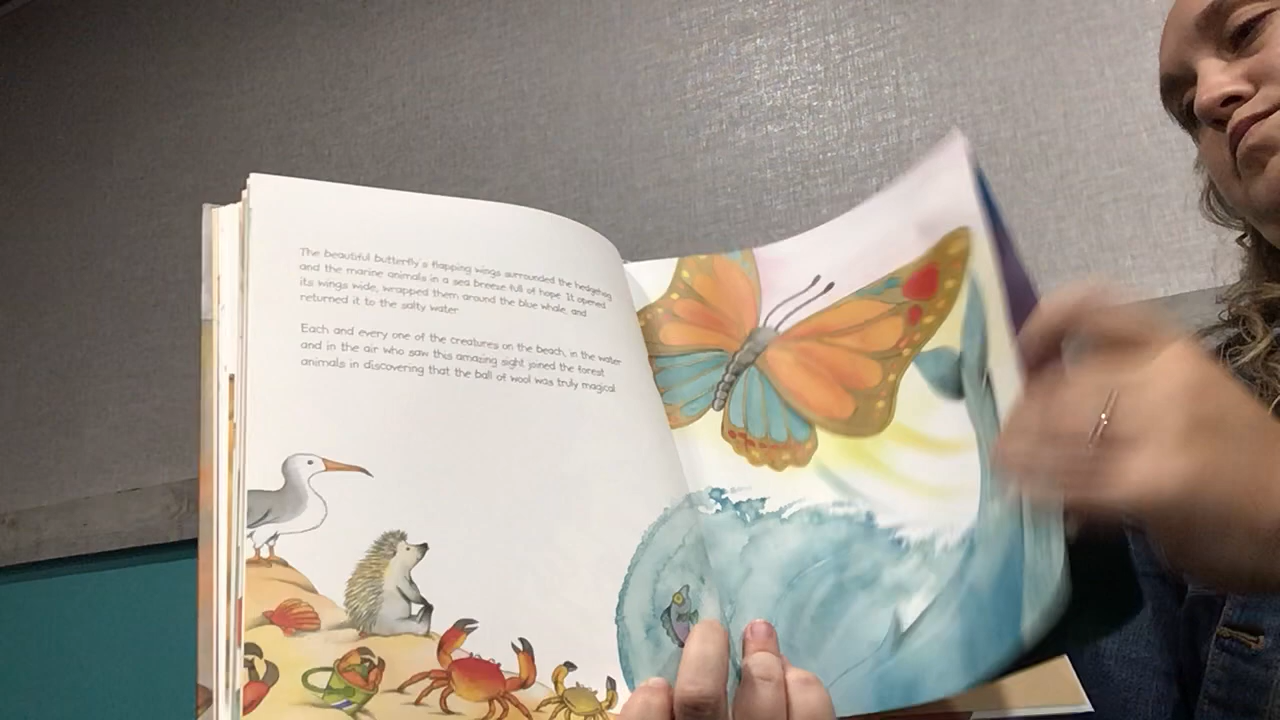 The beautiful butterfly's flapping wings surrounded the hedgehog
and the marine animals in a sea breeze full of hope. It opened
its wings wide, wrapped them around the blue whale, and
returned it to the salty water.
Each and every one of the creatures on the beach, in the water
and in the air who saw this amazing sight joined the forest
animals in discovering that the ball of wool was truly magical.